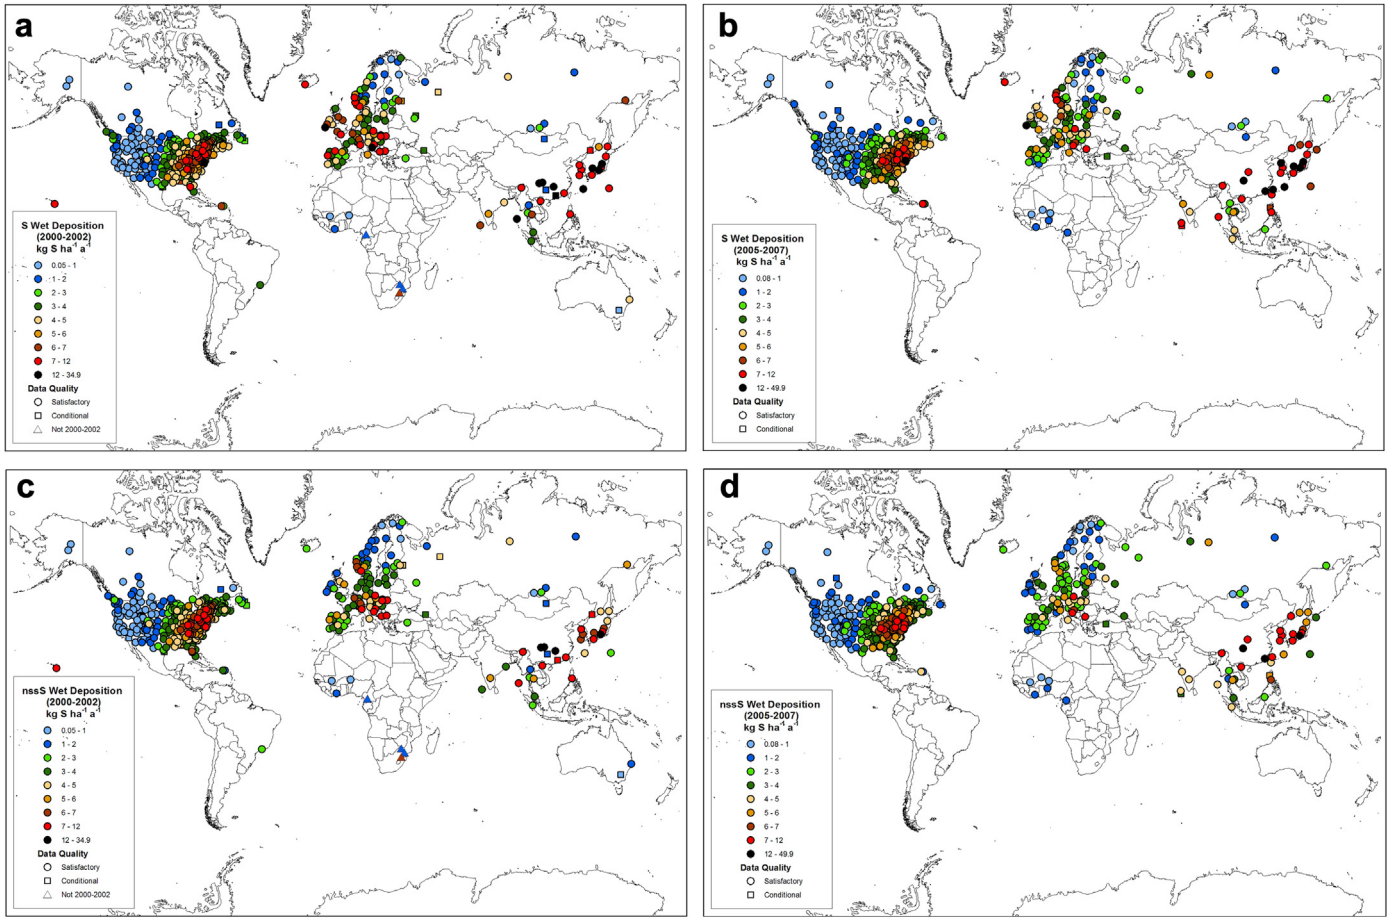 a
S Wet Deposition
(2000-2002)
kg S ha⁻¹ a⁻¹
0.05 - 1
1 - 2
2 - 3
3 - 4
4 - 5
5 - 6
6 - 7
7 - 12
12 - 34.9
Data Quality
Satisfactory
Conditional
Not 2000-2002
b
S Wet Deposition
(2005-2007)
kg S ha⁻¹ a⁻¹
0.08 - 1
1 - 2
2 - 3
3 - 4
4 - 5
5 - 6
6 - 7
7 - 12
12 - 49.9
Data Quality
Satisfactory
Conditional
c
nssS Wet Deposition
(2000-2002)
kg S ha⁻¹ a⁻¹
0.05 - 1
1 - 2
2 - 3
3 - 4
4 - 5
5 - 6
6 - 7
7 - 12
12 - 34.9
Data Quality
Satisfactory
Conditional
Not 2000-2002
d
nssS Wet Deposition
(2005-2007)
kg S ha⁻¹ a⁻¹
0.08 - 1
1 - 2
2 - 3
3 - 4
4 - 5
5 - 6
6 - 7
7 - 12
12 - 49.9
Data Quality
Satisfactory
Conditional